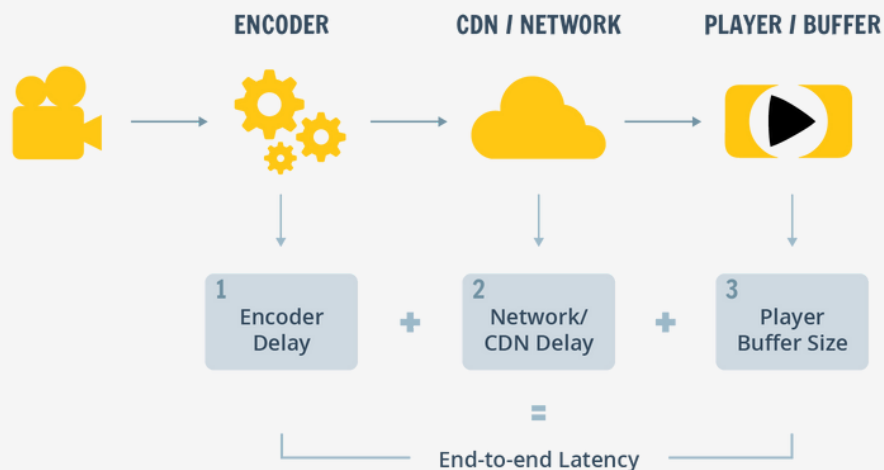 ENCODER
CDN / NETWORK
PLAYER / BUFFER
1
Encoder
Delay
+
2
Network/
CDN Delay
+
3
Player
Buffer Size
=
End-to-end Latency